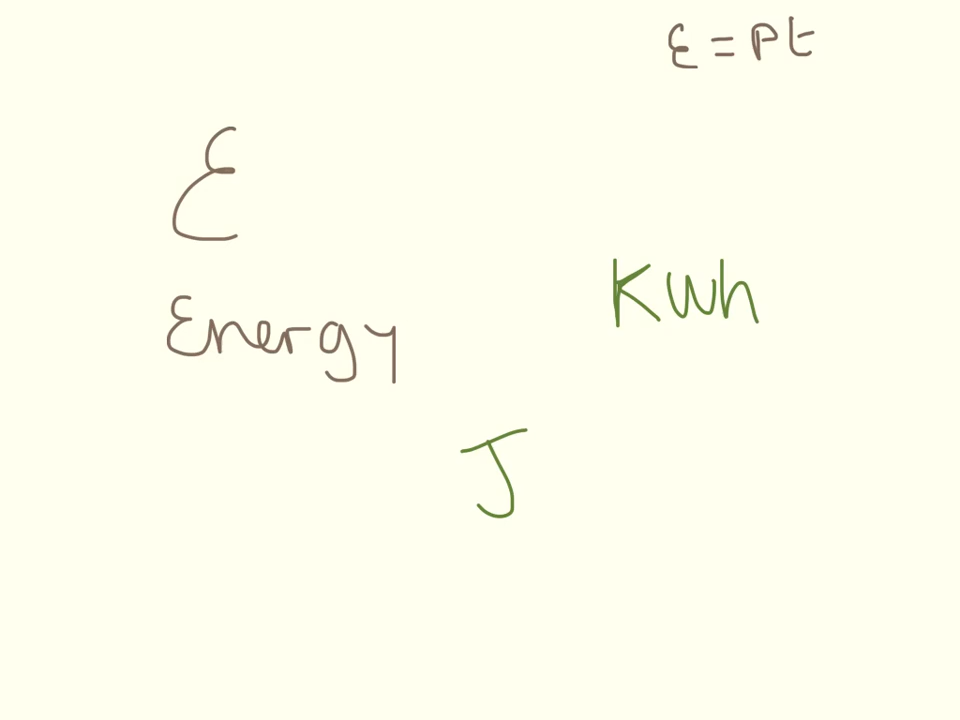 E = Pt
E
Energy
KWh
J